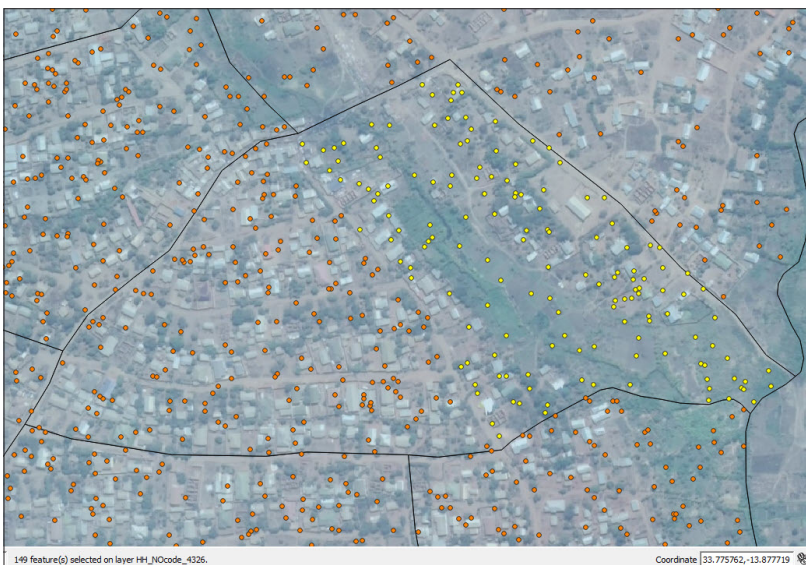 149 feature(s) selected on layer HH_NOcode_4326.
Coordinate 33.775762,-13.877719